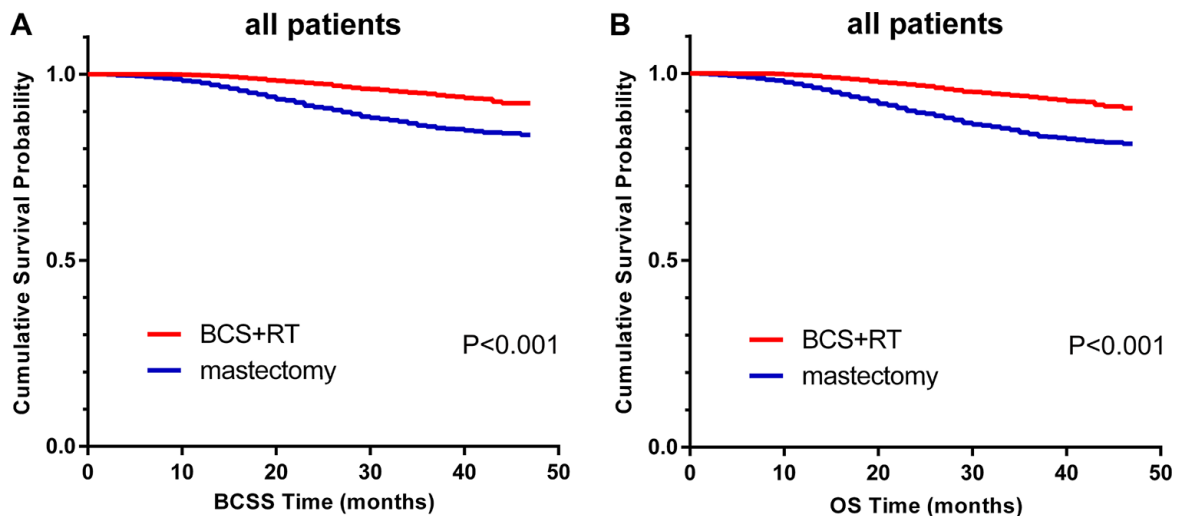 A
all patients
Cumulative Survival Probability
1.0
0.5
0.0
BCS+RT
mastectomy
P<0.001
0 10 20 30 40 50
BCSS Time (months)
B
all patients
Cumulative Survival Probability
1.0
0.5
0.0
BCS+RT
mastectomy
P<0.001
0 10 20 30 40 50
OS Time (months)